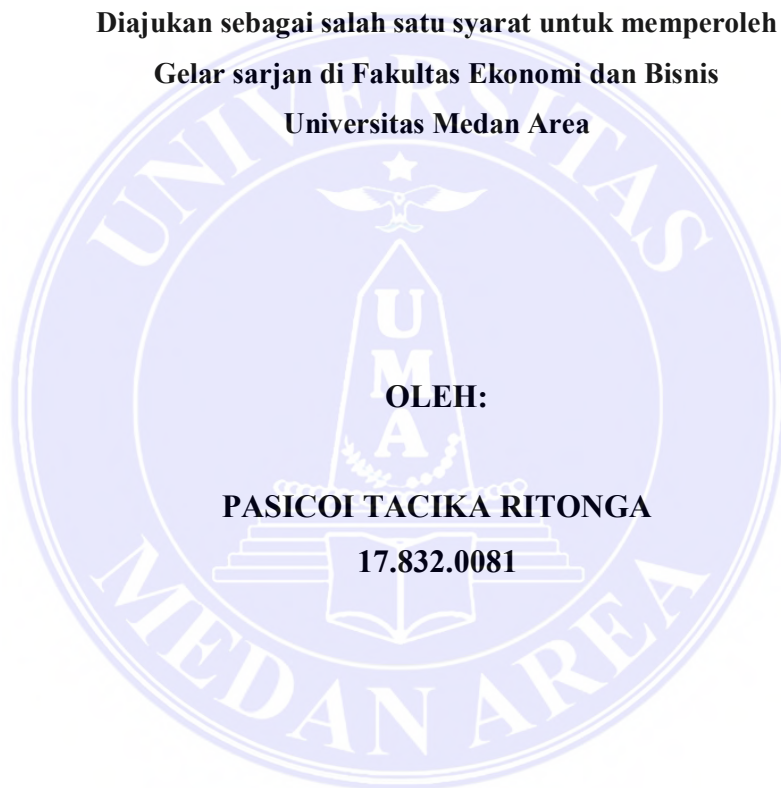 Diajukan sebagai salah satu syarat untuk memperoleh
Gelar sarjan di Fakultas Ekonomi dan Bisnis
Universitas Medan Area
UNIVERSITAS
U
M
A
OLEH:
PASICOI TACIKA RITONGA
17.832.0081
MEDAN AREA